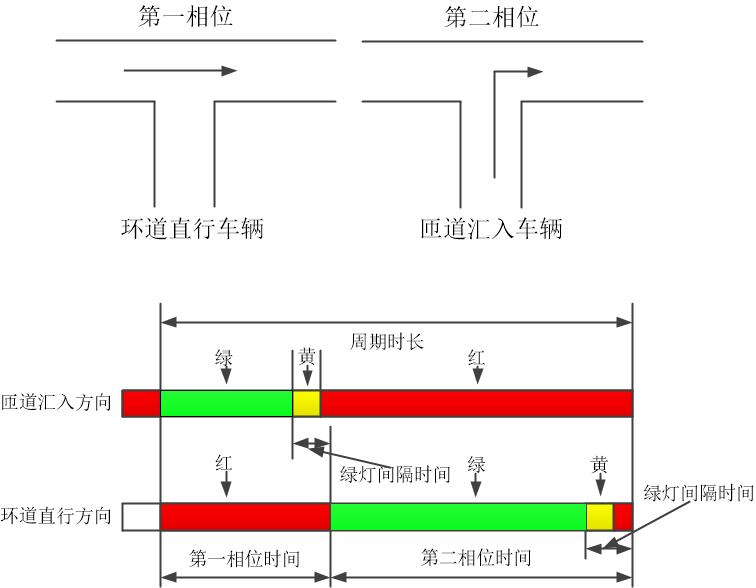 第一相位
第二相位
环道直行车辆
匝道汇入车辆
周期时长
绿
黄
红
匝道汇入方向
绿灯间隔时间
红
绿
黄
绿灯间隔时间
环道直行方向
第一相位时间
第二相位时间